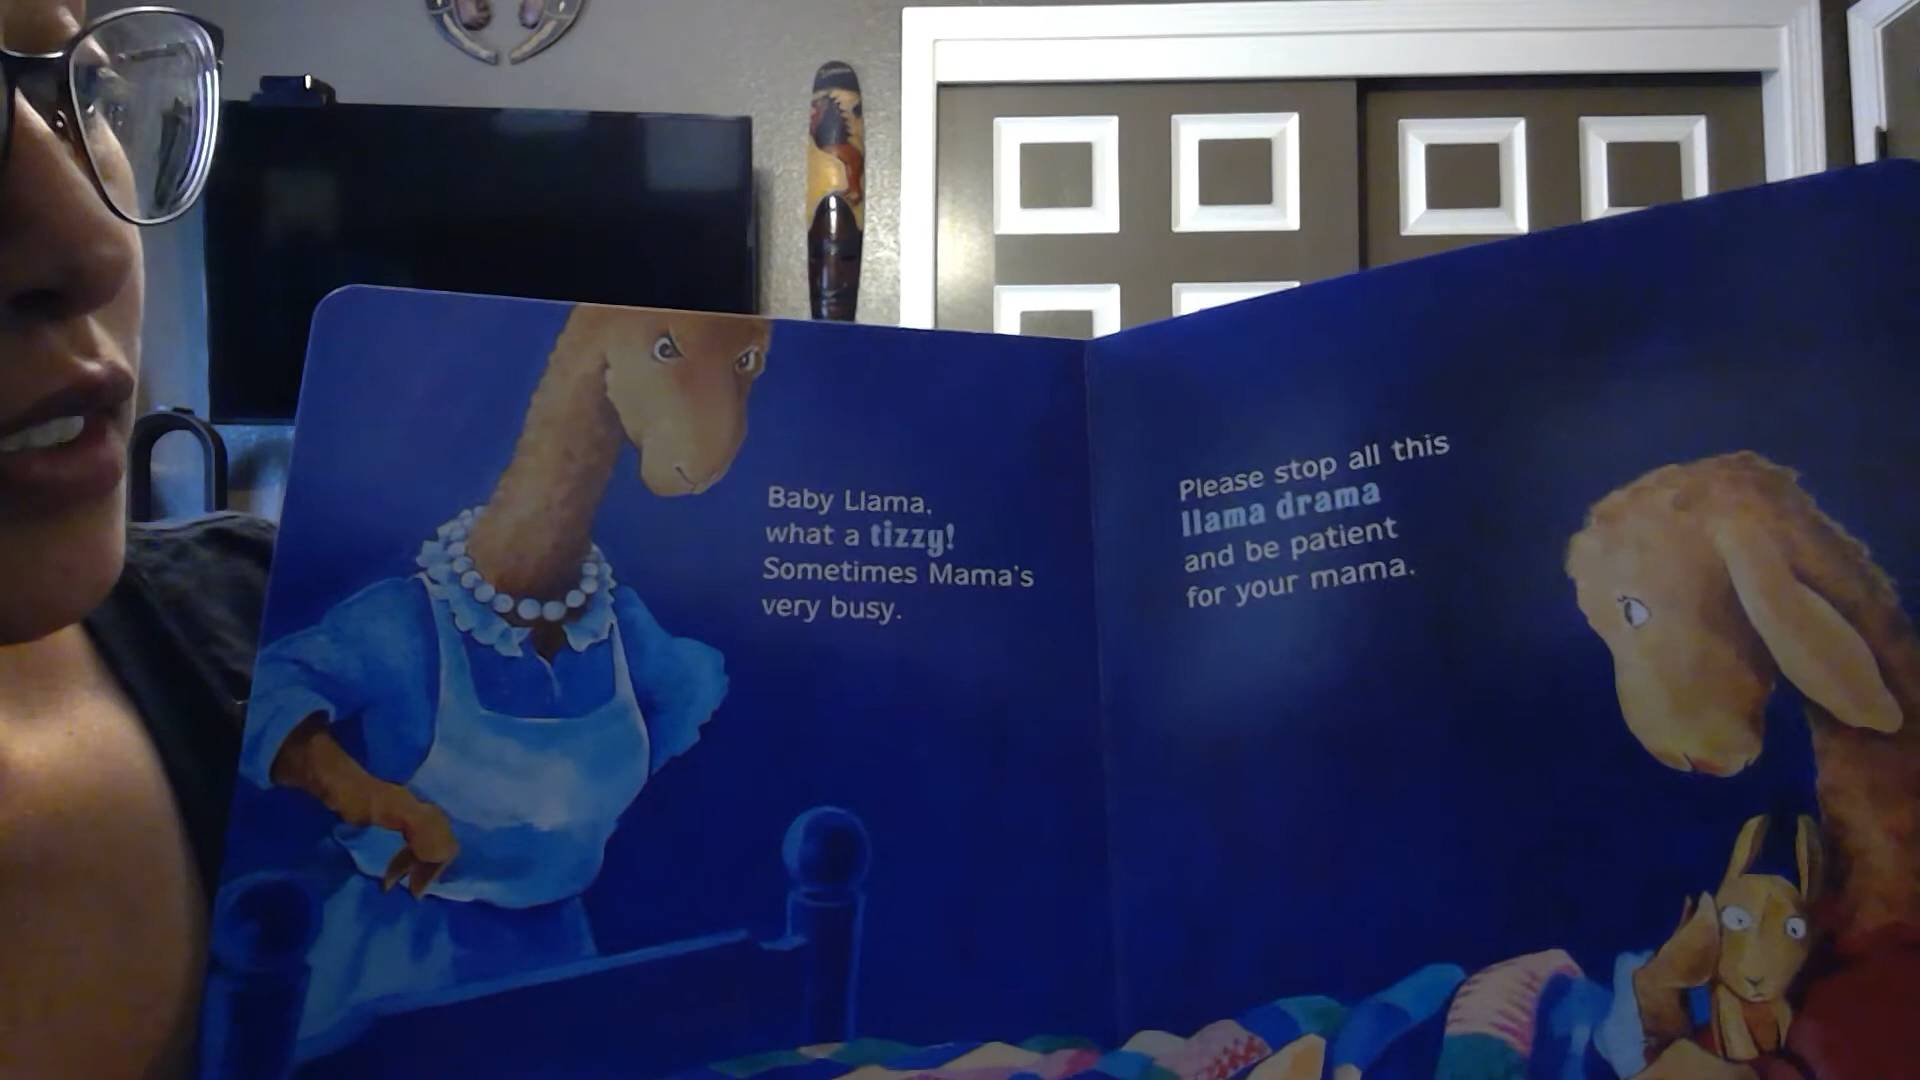 Baby Llama,
what a tizzy!
Sometimes Mama's
very busy.
Please stop all this
llama drama
and be patient
for your mama.